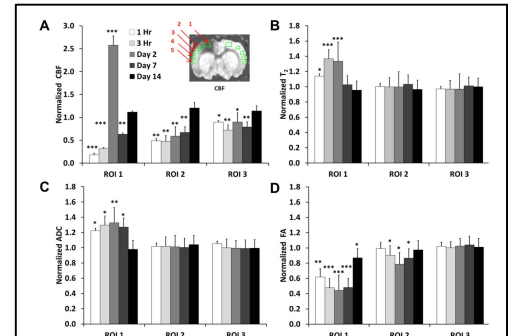 A
Normalized CBF
3.0
2.5
2.0
1.5
1.0
0.5
0.0
*** *** *** **
** ** ** **
* ** * **
ROI 1 ROI 2 ROI 3
1 Hr
3 Hr
Day 2
Day 7
Day 14
2 1
3
4
5
CBF
B
Normalized T2
1.8
1.6
1.4
1.2
1.0
0.8
0.6
0.4
0.2
0.0
* *** ***
ROI 1 ROI 2 ROI 3
C
Normalized ADC
1.8
1.6
1.4
1.2
1.0
0.8
0.6
0.4
0.2
0.0
* * ** *
ROI 1 ROI 2 ROI 3
D
Normalized FA
1.8
1.6
1.4
1.2
1.0
0.8
0.6
0.4
0.2
0.0
** *** *** *** *
* * *
ROI 1 ROI 2 ROI 3